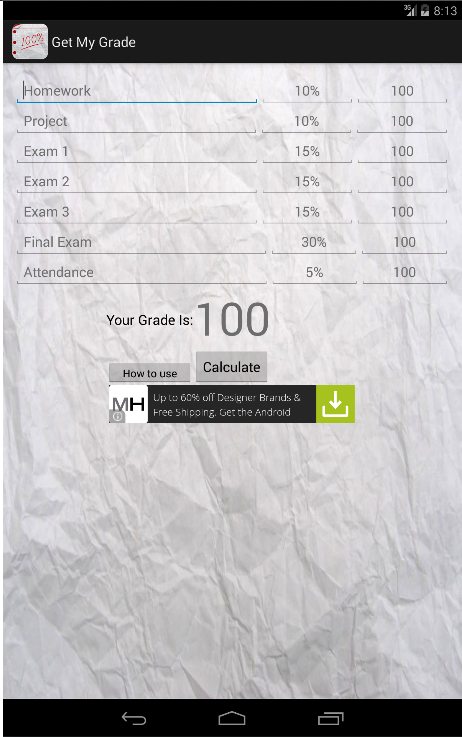 3G 8:13
100% Get My Grade
Homework 10% 100
Project 10% 100
Exam 1 15% 100
Exam 2 15% 100
Exam 3 15% 100
Final Exam 30% 100
Attendance 5% 100
Your Grade Is: 100
How to use Calculate
MH Up to 60% off Designer Brands &
Free Shipping. Get the Android